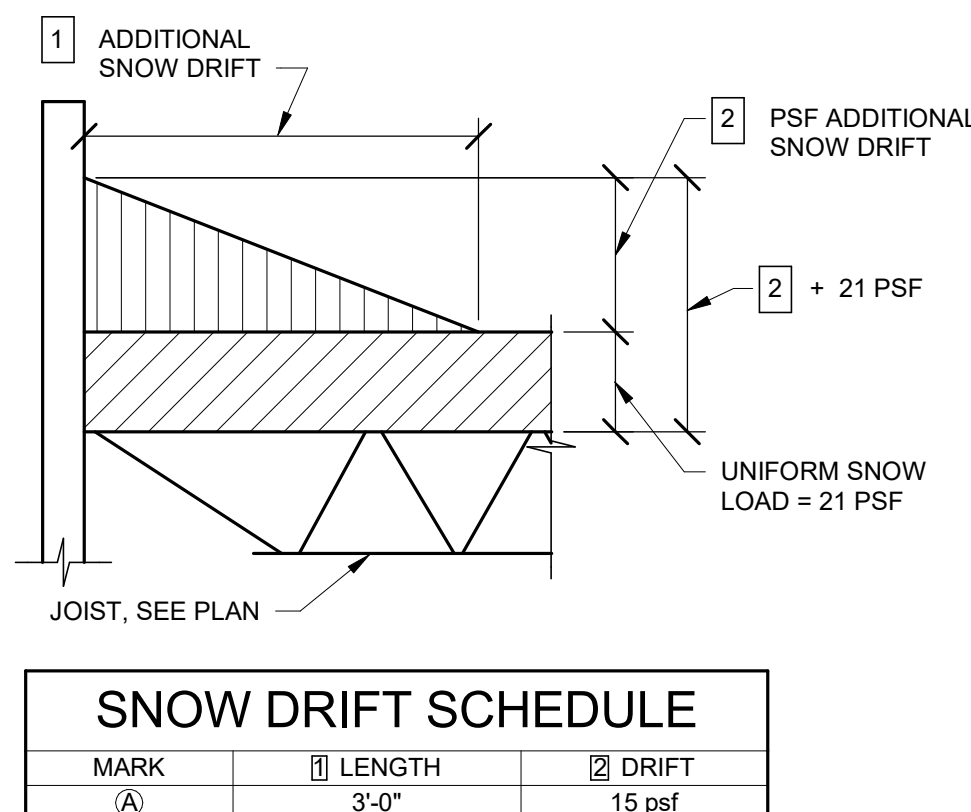 1 ADDITIONAL
SNOW DRIFT
2 PSF ADDITIONAL
SNOW DRIFT
2 + 21 PSF
UNIFORM SNOW
LOAD = 21 PSF
JOIST, SEE PLAN
SNOW DRIFT SCHEDULE
MARK 1 LENGTH 2 DRIFT
A 3'-0" 15 psf